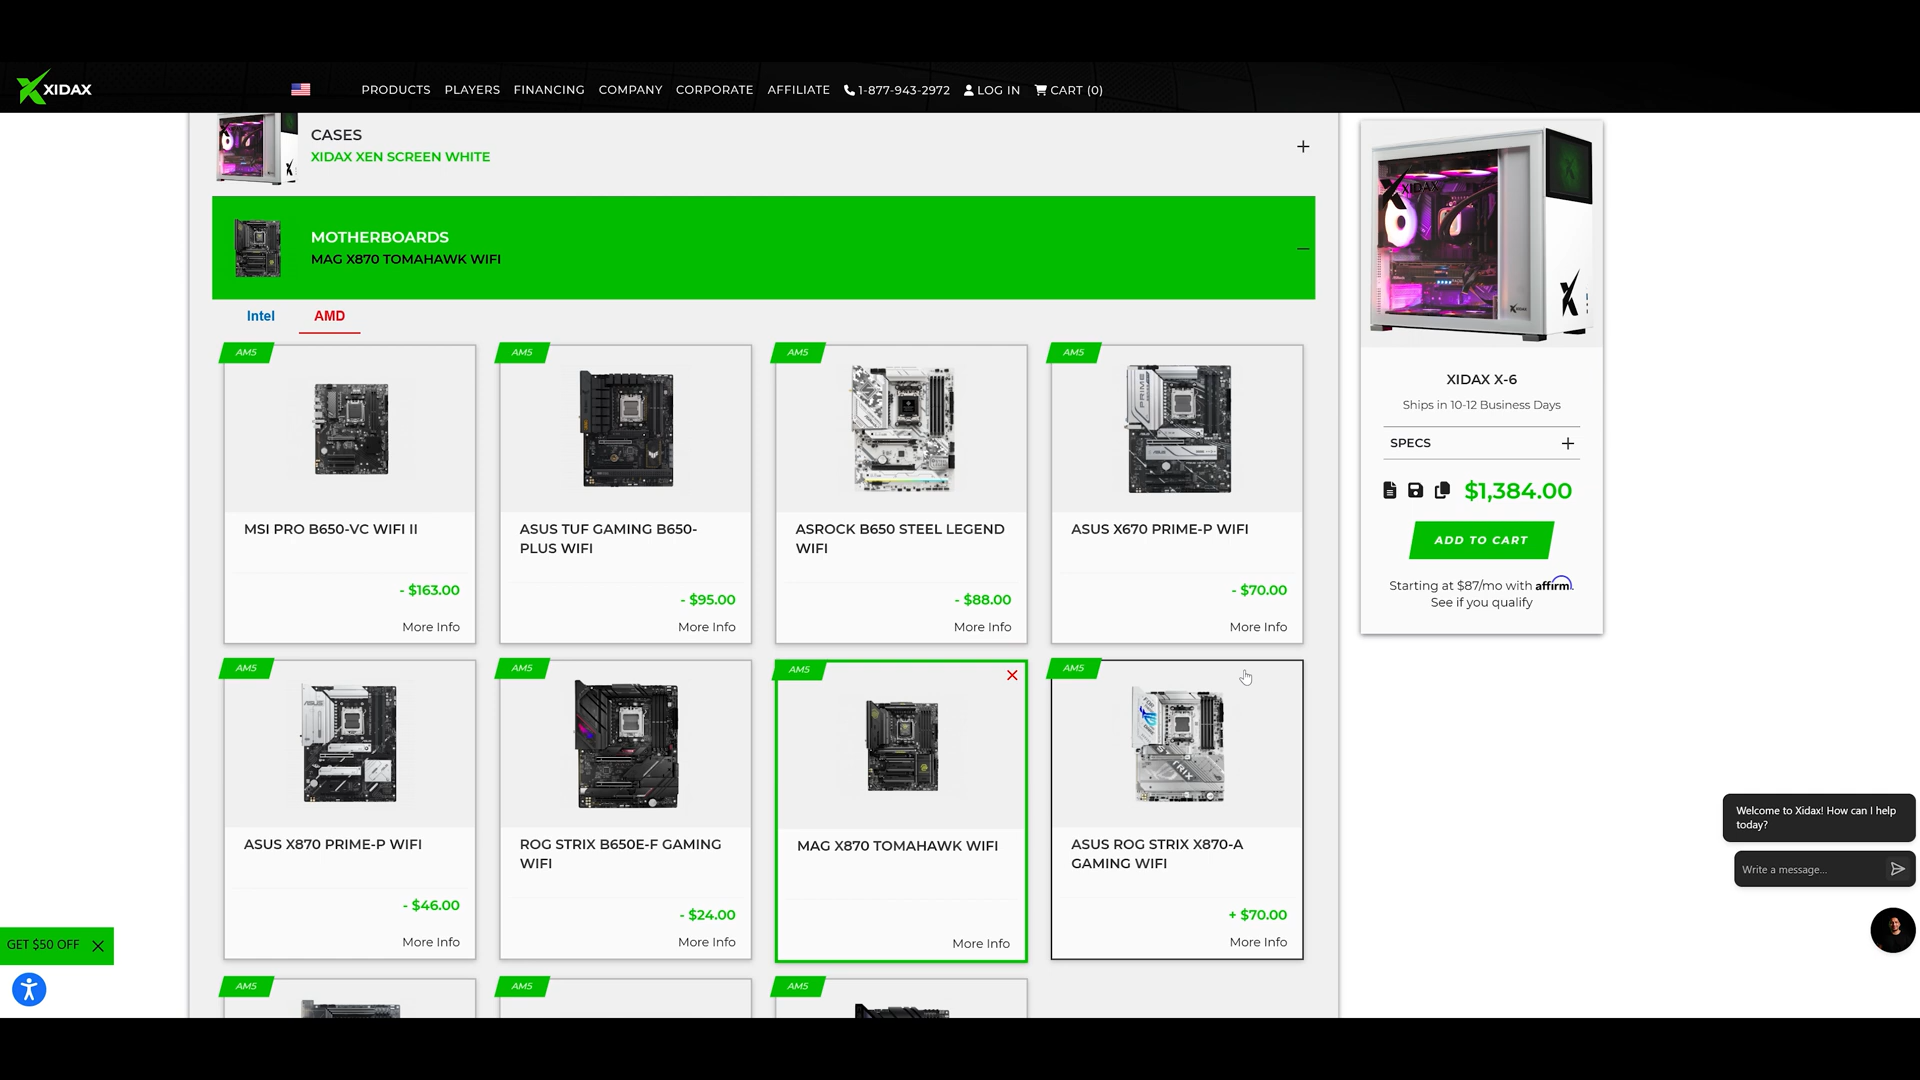 XIDAX
PRODUCTS PLAYERS FINANCING COMPANY CORPORATE AFFILIATE 1-877-943-2972 LOG IN CART (0)
CASES
XIDAX XEN SCREEN WHITE
MOTHERBOARDS
MAG X870 TOMAHAWK WIFI
Intel AMD
AM5 AM5 AM5 AM5
MSI PRO B650-VC WIFI II
- $163.00
More Info
ASUS TUF GAMING B650-
PLUS WIFI
- $95.00
More Info
ASROCK B650 STEEL LEGEND
WIFI
- $88.00
More Info
ASUS X670 PRIME-P WIFI
- $70.00
More Info
AM5 AM5 AM5 AM5
ASUS X870 PRIME-P WIFI
- $46.00
More Info
ROG STRIX B650E-F GAMING
WIFI
- $24.00
More Info
MAG X870 TOMAHAWK WIFI
More Info
ASUS ROG STRIX X870-A
GAMING WIFI
+ $70.00
More Info
AM5 AM5 AM5
XIDAX
XIDAX X-6
Ships in 10-12 Business Days
SPECS
$1,384.00
ADD TO CART
Starting at $87/mo with affirm.
See if you qualify
Welcome to Xidax! How can I help
today?
Write a message...
GET $50 OFF